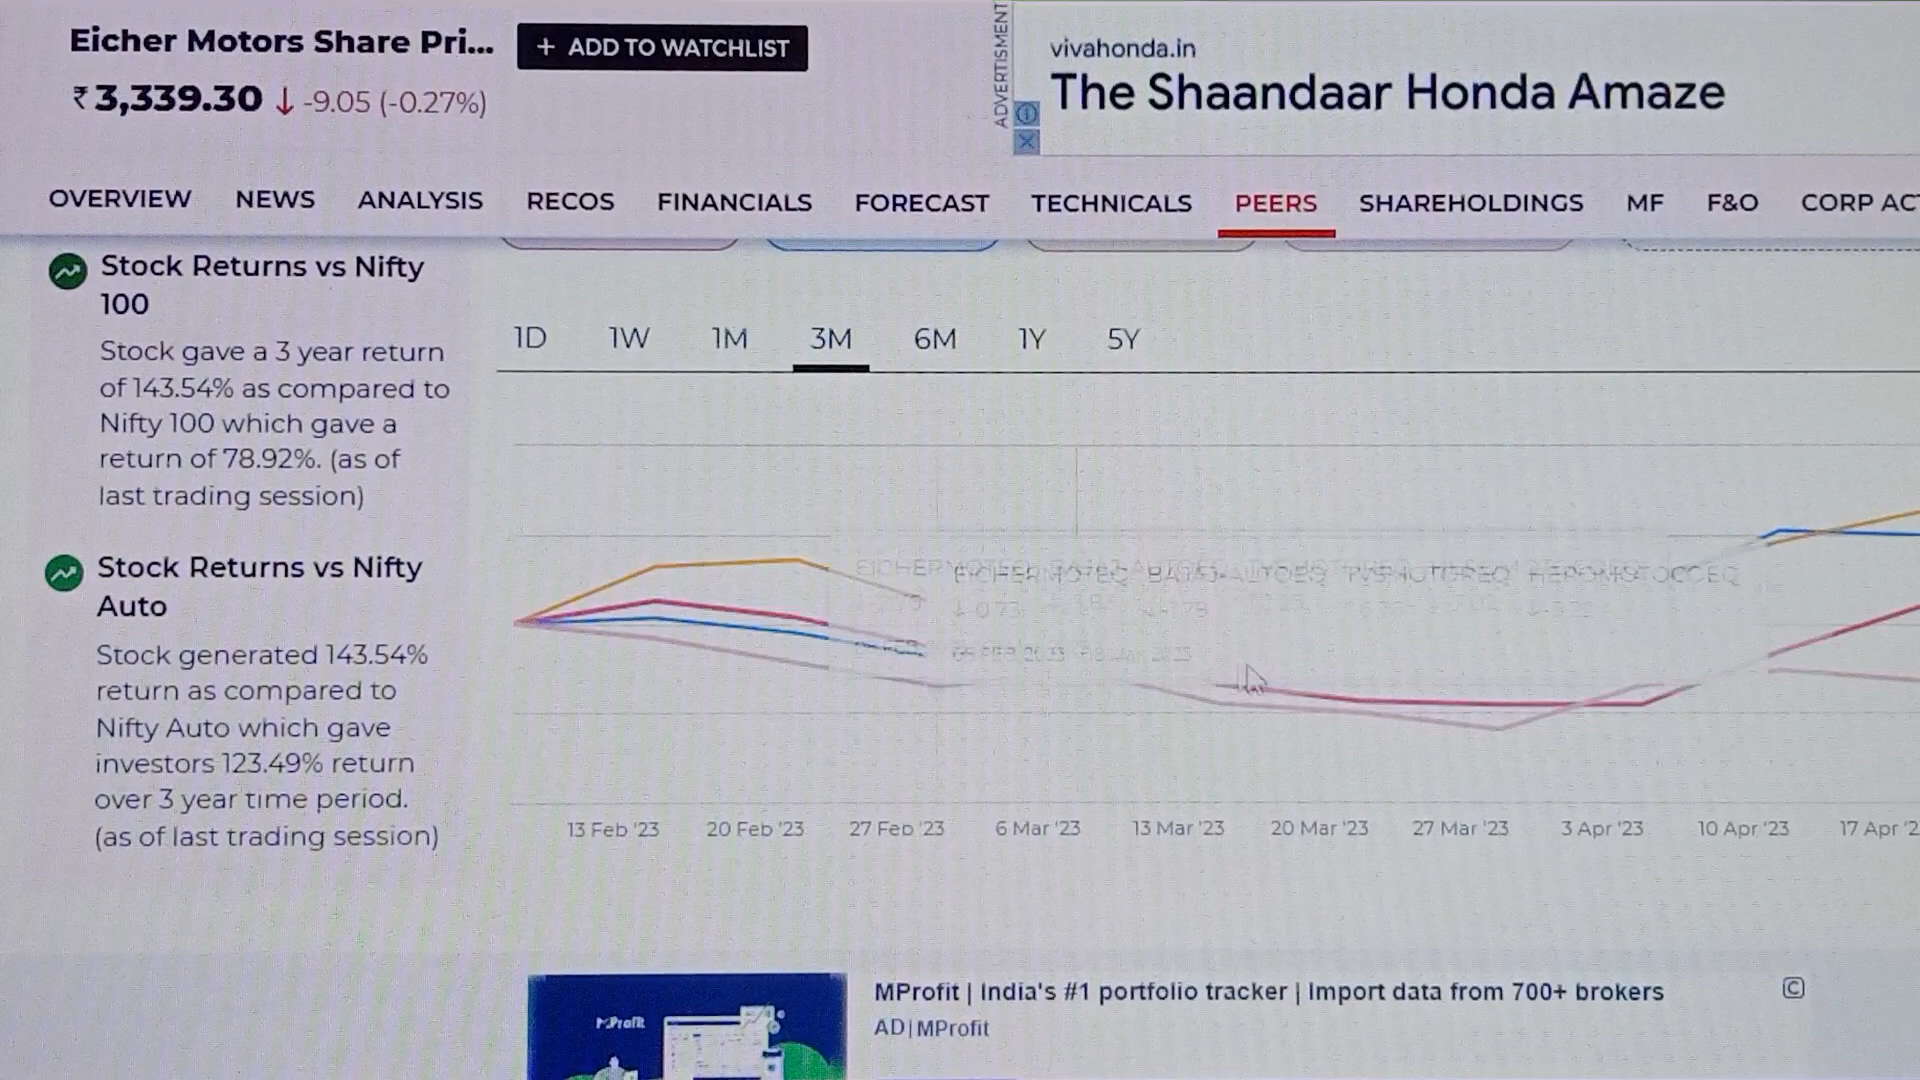 Eicher Motors Share Pri...
+ ADD TO WATCHLIST
₹3,339.30 ↓ -9.05 (-0.27%)
ADVERTISMENT
vivahonda.in
The Shaandaar Honda Amaze
OVERVIEW NEWS ANALYSIS RECOS FINANCIALS FORECAST TECHNICALS PEERS SHAREHOLDINGS MF F&O CORP ACT
Stock Returns vs Nifty
100
Stock gave a 3 year return
of 143.54% as compared to
Nifty 100 which gave a
return of 78.92%. (as of
last trading session)
Stock Returns vs Nifty
Auto
Stock generated 143.54%
return as compared to
Nifty Auto which gave
investors 123.49% return
over 3 year time period.
(as of last trading session)
1D 1W 1M 3M 6M 1Y 5Y
13 Feb '23 20 Feb '23 27 Feb '23 6 Mar '23 13 Mar '23 20 Mar '23 27 Mar '23 3 Apr '23 10 Apr '23 17 Apr '2
MProfit
MProfit | India's #1 portfolio tracker | Import data from 700+ brokers
AD|MProfit